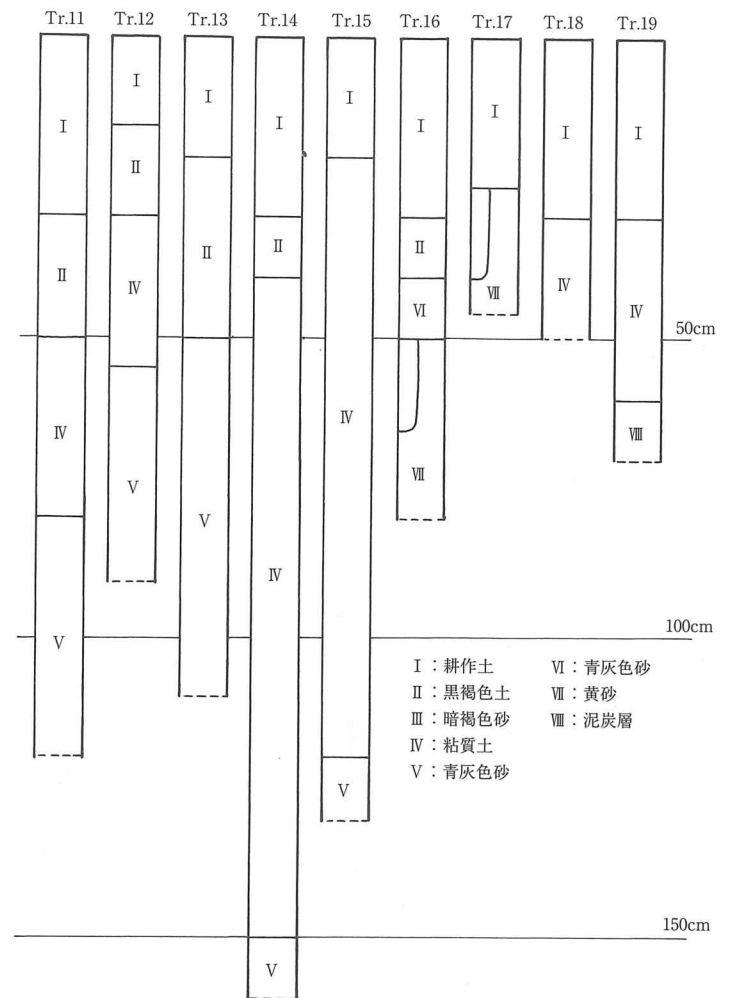 Tr.11 Tr.12 Tr.13 Tr.14 Tr.15 Tr.16 Tr.17 Tr.18 Tr.19
Ⅰ Ⅰ Ⅰ Ⅰ Ⅰ Ⅰ Ⅰ Ⅰ Ⅰ
Ⅱ Ⅱ Ⅱ Ⅱ Ⅱ
Ⅳ Ⅳ Ⅵ Ⅶ Ⅳ Ⅳ
50cm
Ⅳ Ⅴ Ⅴ Ⅳ Ⅳ Ⅶ Ⅷ
100cm
Ⅴ Ⅴ
Ⅰ：耕作土
Ⅱ：黒褐色土
Ⅲ：暗褐色砂
Ⅳ：粘質土
Ⅴ：青灰色砂
Ⅵ：青灰色砂
Ⅶ：黄砂
Ⅷ：泥炭層
150cm
Ⅴ